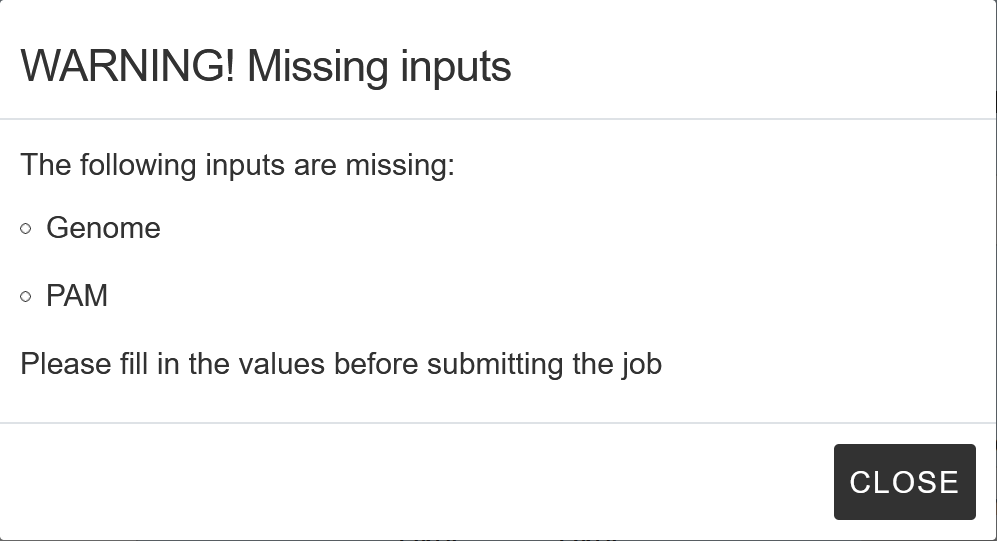 WARNING! Missing inputs
The following inputs are missing:
Genome
PAM
Please fill in the values before submitting the job
CLOSE